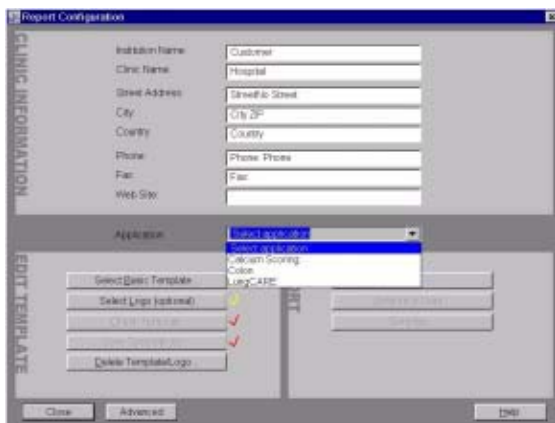 Report Configuration
CLINIC INFORMATION
Institution Name: Customer
Clinic Name: Hospital
Street Address: StreetNo Street
City: City ZIP
Country: Country
Phone: Phone: Phone
Fax: Fax:
Web Site:
Application: Select application
Select application
Calcium Scoring
Colon
LungCARE
EDIT TEMPLATE
Select Basic Template
Select Logo (optional)
Delete Template/Logo
Close
Advanced
Help